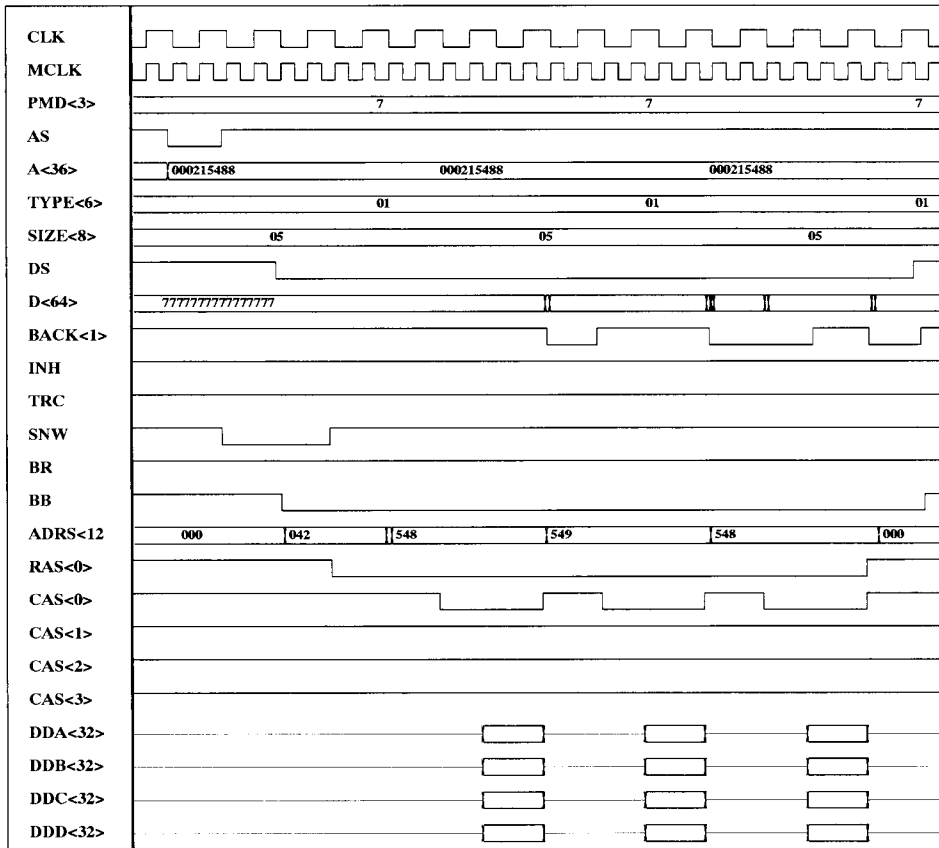 CLK
MCLK
PMD<3> 7 7 7
AS
A<36> 000215488 000215488 000215488
TYPE<6> 01 01 01
SIZE<8> 05 05 05
DS
D<64> 7777777777777777
BACK<1>
INH
TRC
SNW
BR
BB
ADRS<12 000 042 548 549 548 000
RAS<0>
CAS<0>
CAS<1>
CAS<2>
CAS<3>
DDA<32>
DDB<32>
DDC<32>
DDD<32>